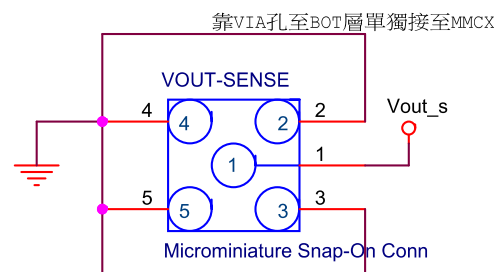 靠VIA孔至BOT層單獨接至MMCX
VOUT-SENSE
Vout_s
4
4
2
2
1
1
5
5
3
3
Microminiature Snap-On Conn